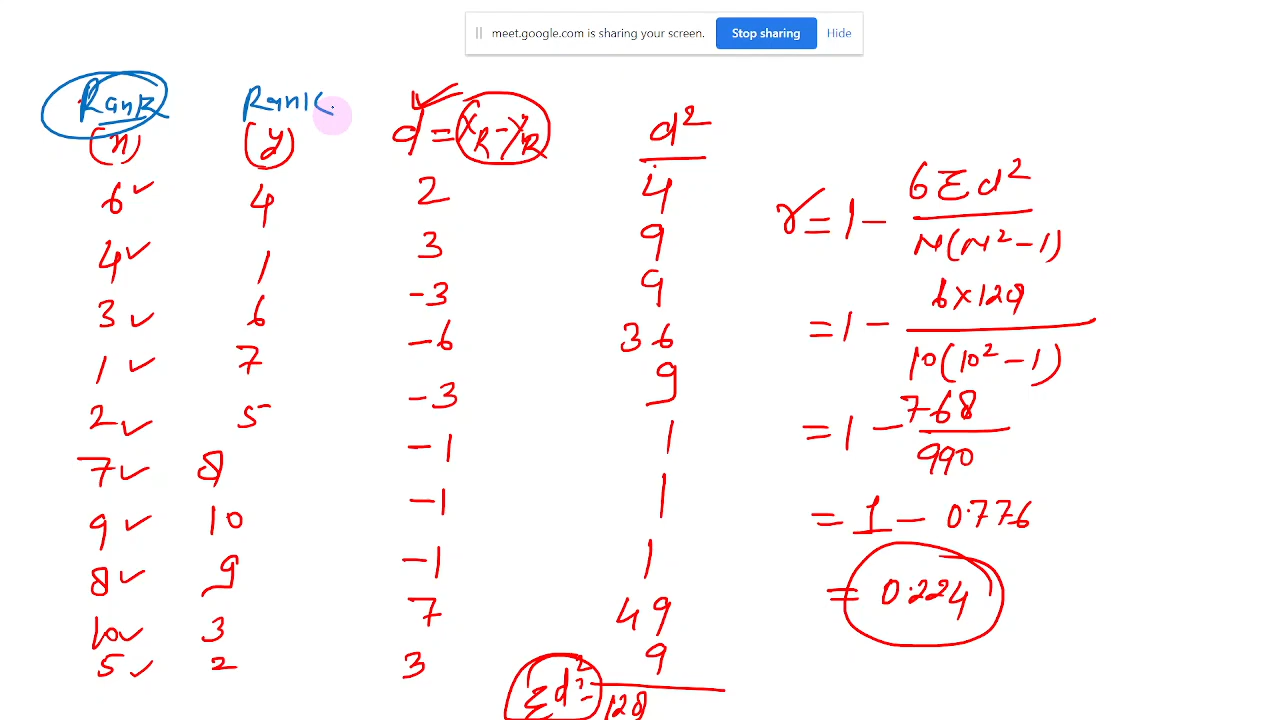 meet.google.com is sharing your screen. Stop sharing Hide
Rank Rank
(x) (y) d = x_R - y_R d²
6 ✓ 4 2 4
4 ✓ 1 3 9
3 ✓ 6 -3 9
1 ✓ 7 -6 36
2 ✓ 5 -3 9
7 ✓ 8 -1 1
9 ✓ 10 -1 1
8 ✓ 9 -1 1
10 ✓ 3 7 49
5 ✓ 2 3 9
Σd² = 128
r = 1 - 6Σd² / N(N² - 1)
= 1 - 6×128 / 10(10² - 1)
= 1 - 768 / 990
= 1 - 0.776
= 0.224